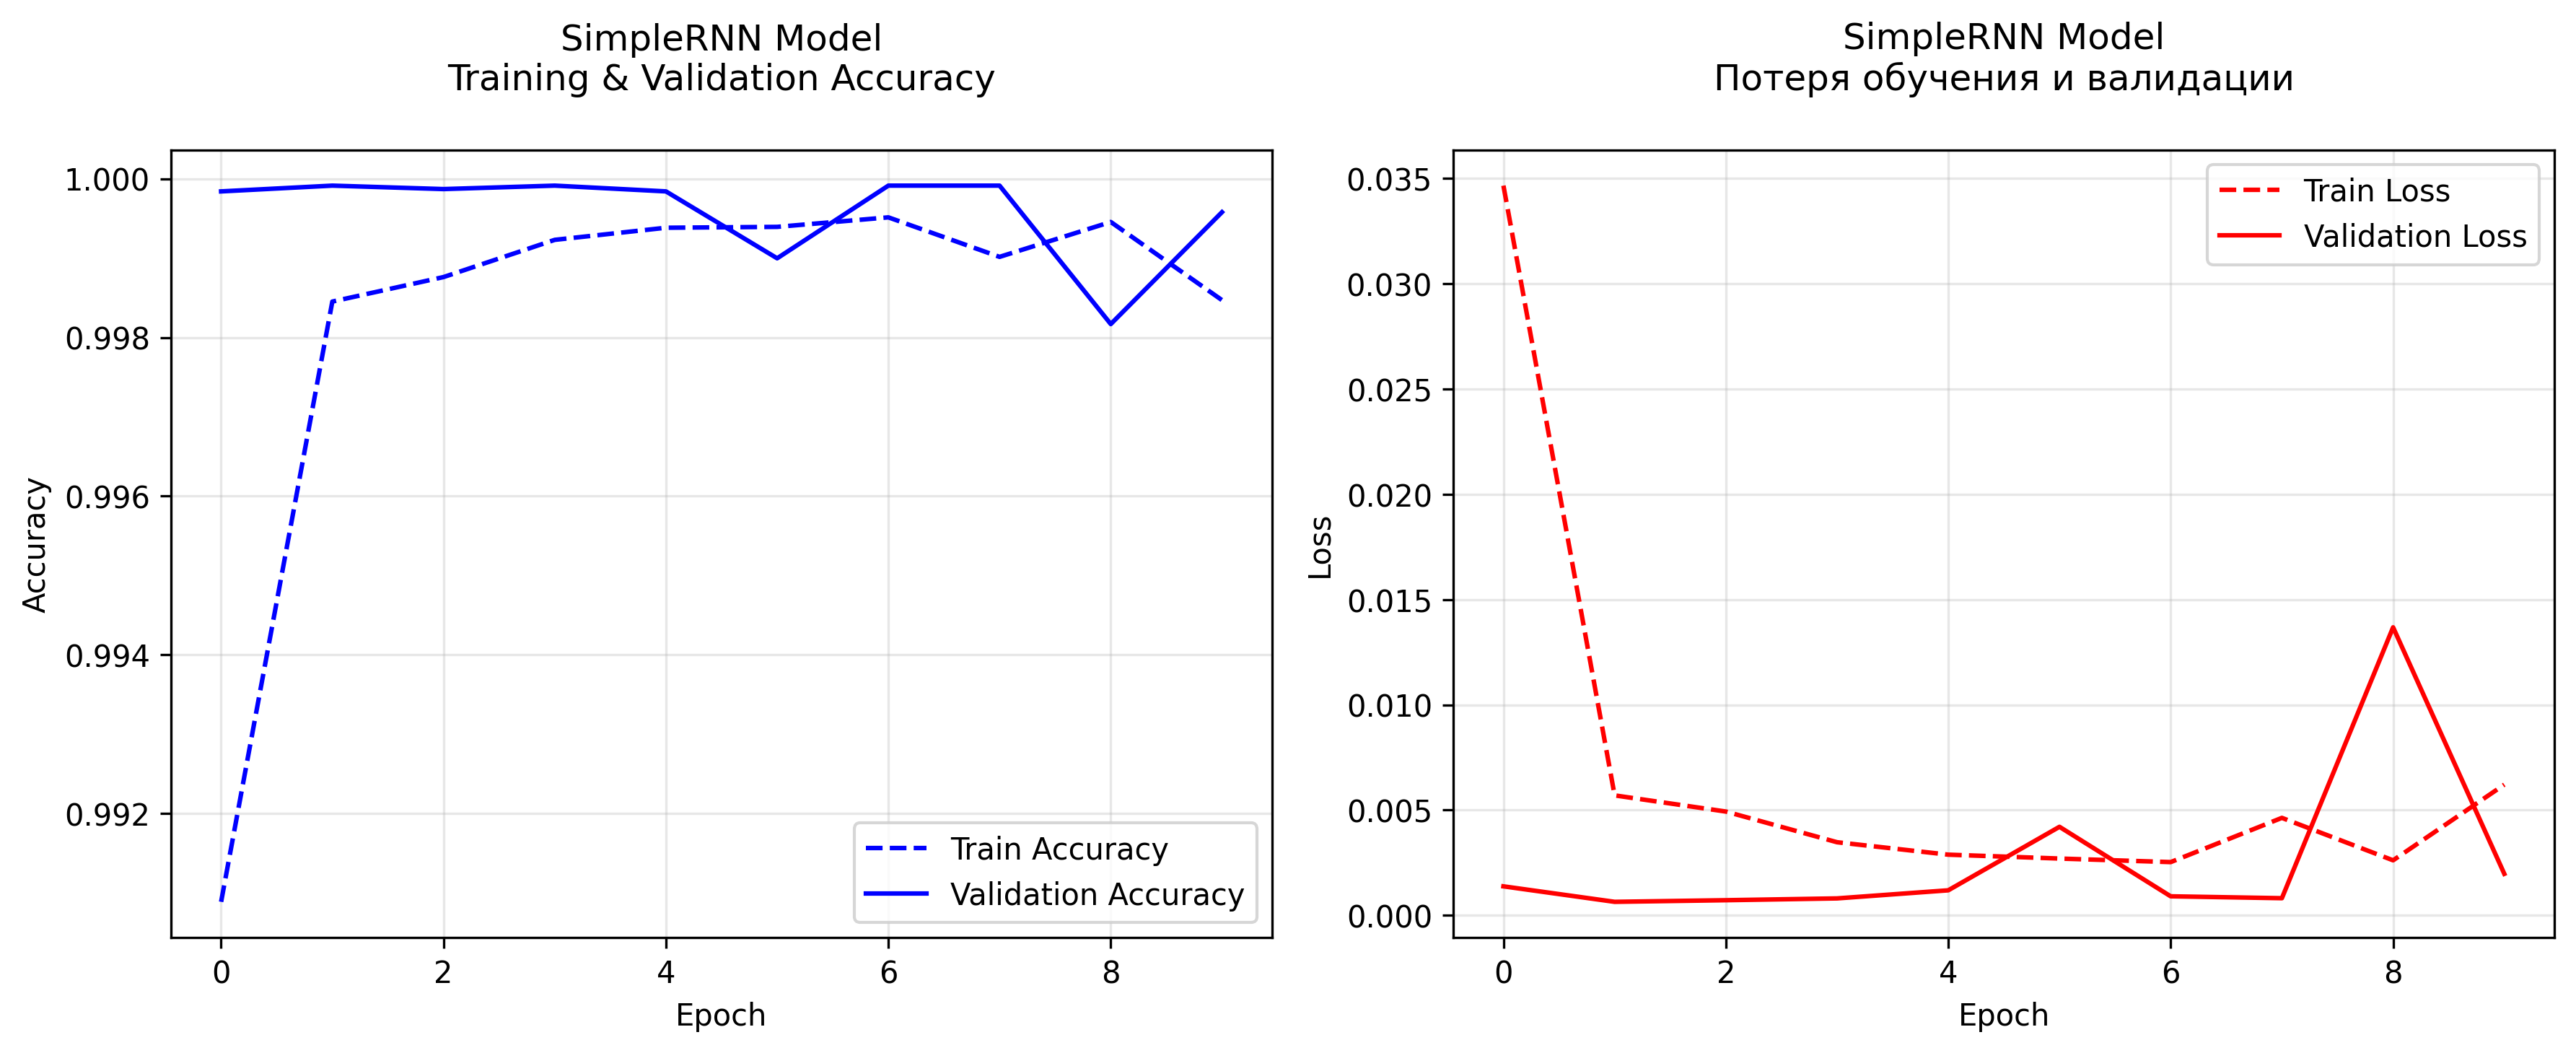 SimpleRNN Model
Training & Validation Accuracy
1.000
0.998
0.996
0.994
0.992
Accuracy
0
2
4
6
8
Epoch
Train Accuracy
Validation Accuracy
SimpleRNN Model
Потеря обучения и валидации
0.035
0.030
0.025
0.020
0.015
0.010
0.005
0.000
Loss
0
2
4
6
8
Epoch
Train Loss
Validation Loss